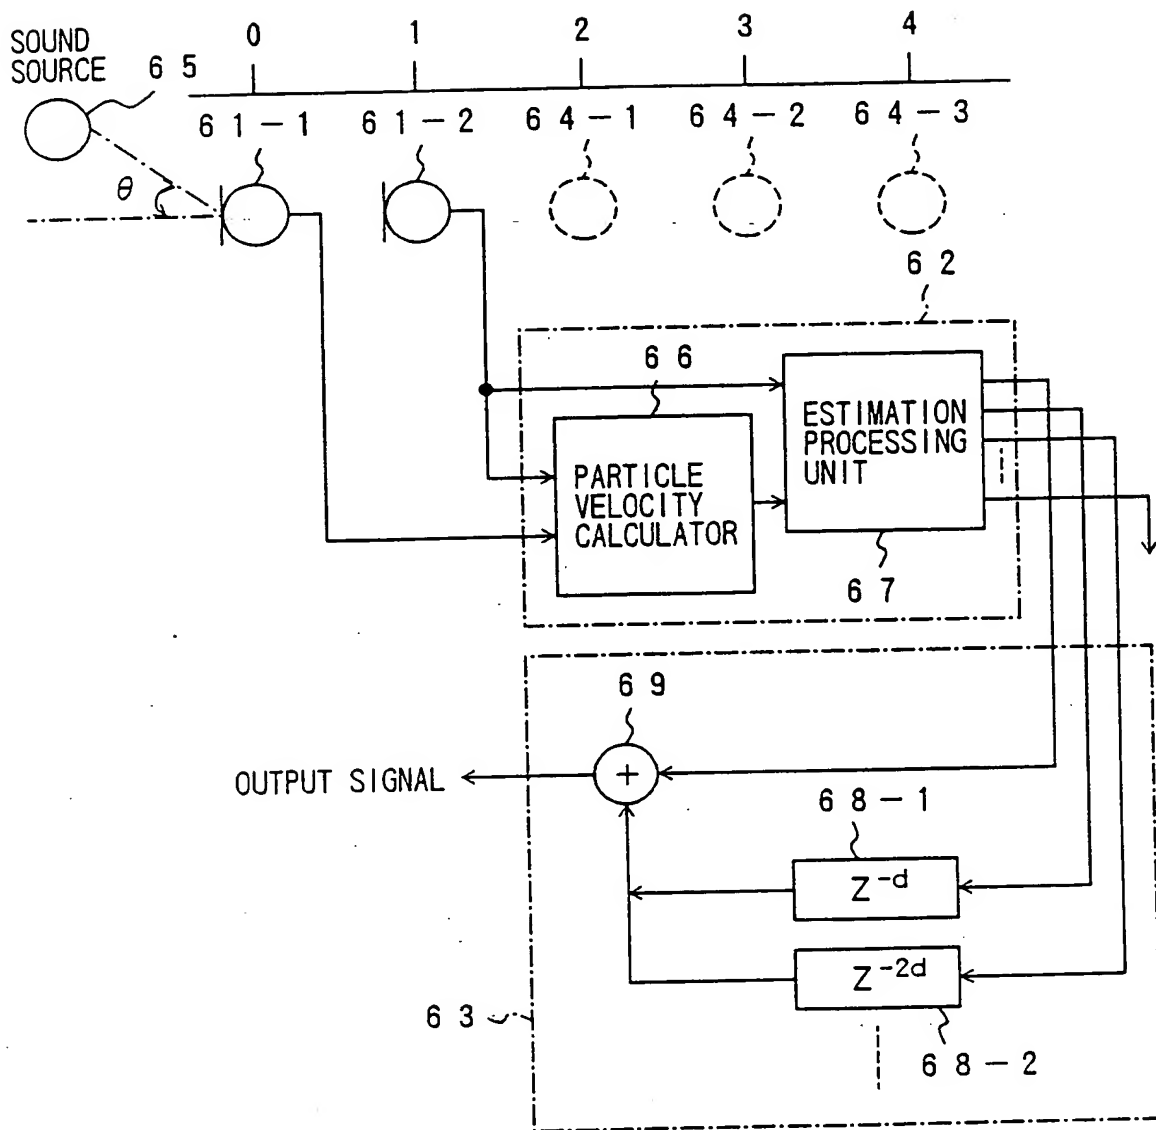 SOUND
SOURCE
6 5
0
1
2
3
4
6 1 - 1
6 1 - 2
6 4 - 1
6 4 - 2
6 4 - 3
θ
6 2
6 6
ESTIMATION
PROCESSING
UNIT
PARTICLE
VELOCITY
CALCULATOR
6 7
6 9
+
OUTPUT SIGNAL
6 8 - 1
Z^-d
Z^-2d
6 3
6 8 - 2